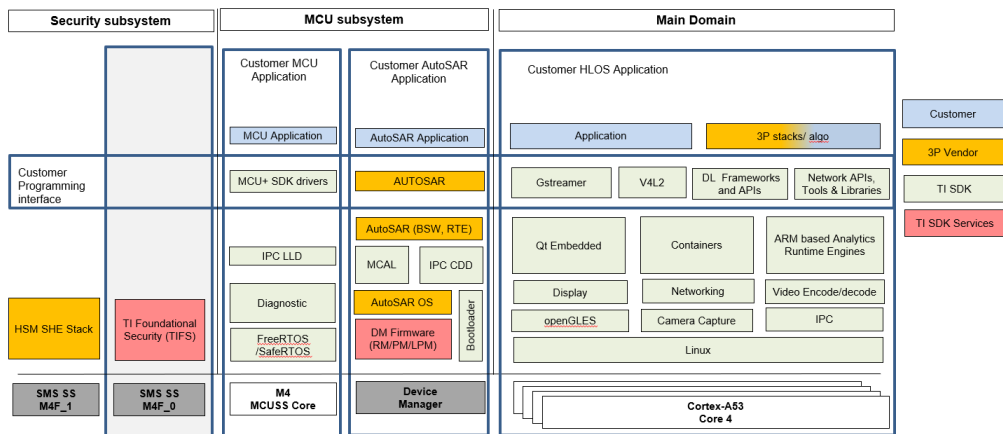 Security subsystem
MCU subsystem
Main Domain
Customer MCU
Application
Customer AutoSAR
Application
Customer HLOS Application
MCU Application
AutoSAR Application
Application
3P stacks/ algo
Customer
3P Vendor
TI SDK
TI SDK Services
Customer
Programming
interface
MCU+ SDK drivers
AUTOSAR
Gstreamer
V4L2
DL Frameworks
and APIs
Network APIs,
Tools & Libraries
AutoSAR (BSW, RTE)
IPC LLD
MCAL
IPC CDD
Qt Embedded
Containers
ARM based Analytics
Runtime Engines
HSM SHE Stack
TI Foundational
Security (TIFS)
Diagnostic
AutoSAR OS
Bootloader
Display
Networking
Video Encode/decode
FreeRTOS
/SafeRTOS
DM Firmware
(RM/PM/LPM)
openGLES
Camera Capture
IPC
Linux
SMS SS
M4F_1
SMS SS
M4F_0
M4
MCUSS Core
Device
Manager
Cortex-A53
Core 4